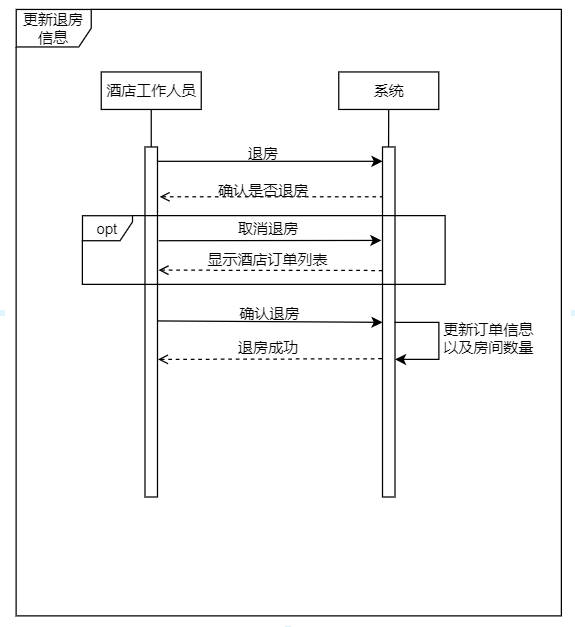 更新退房
信息
酒店工作人员
系统
退房
确认是否退房
opt
取消退房
显示酒店订单列表
确认退房
更新订单信息
以及房间数量
退房成功